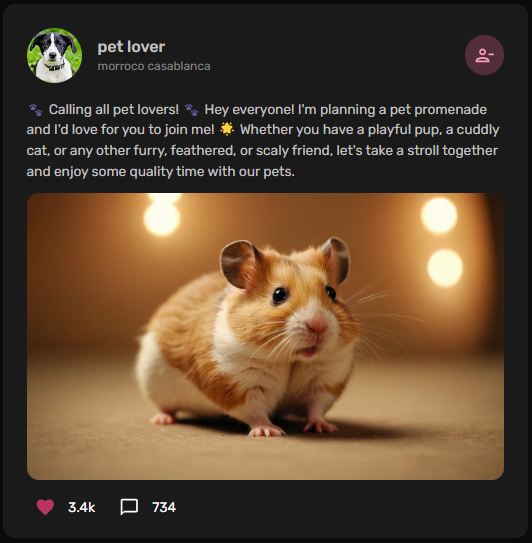 pet lover
morroco casablanca
🐾 Calling all pet lovers! 🐾 Hey everyone! I'm planning a pet promenade
and I'd love for you to join me! 🌟 Whether you have a playful pup, a cuddly
cat, or any other furry, feathered, or scaly friend, let's take a stroll together
and enjoy some quality time with our pets.
3.4k 734